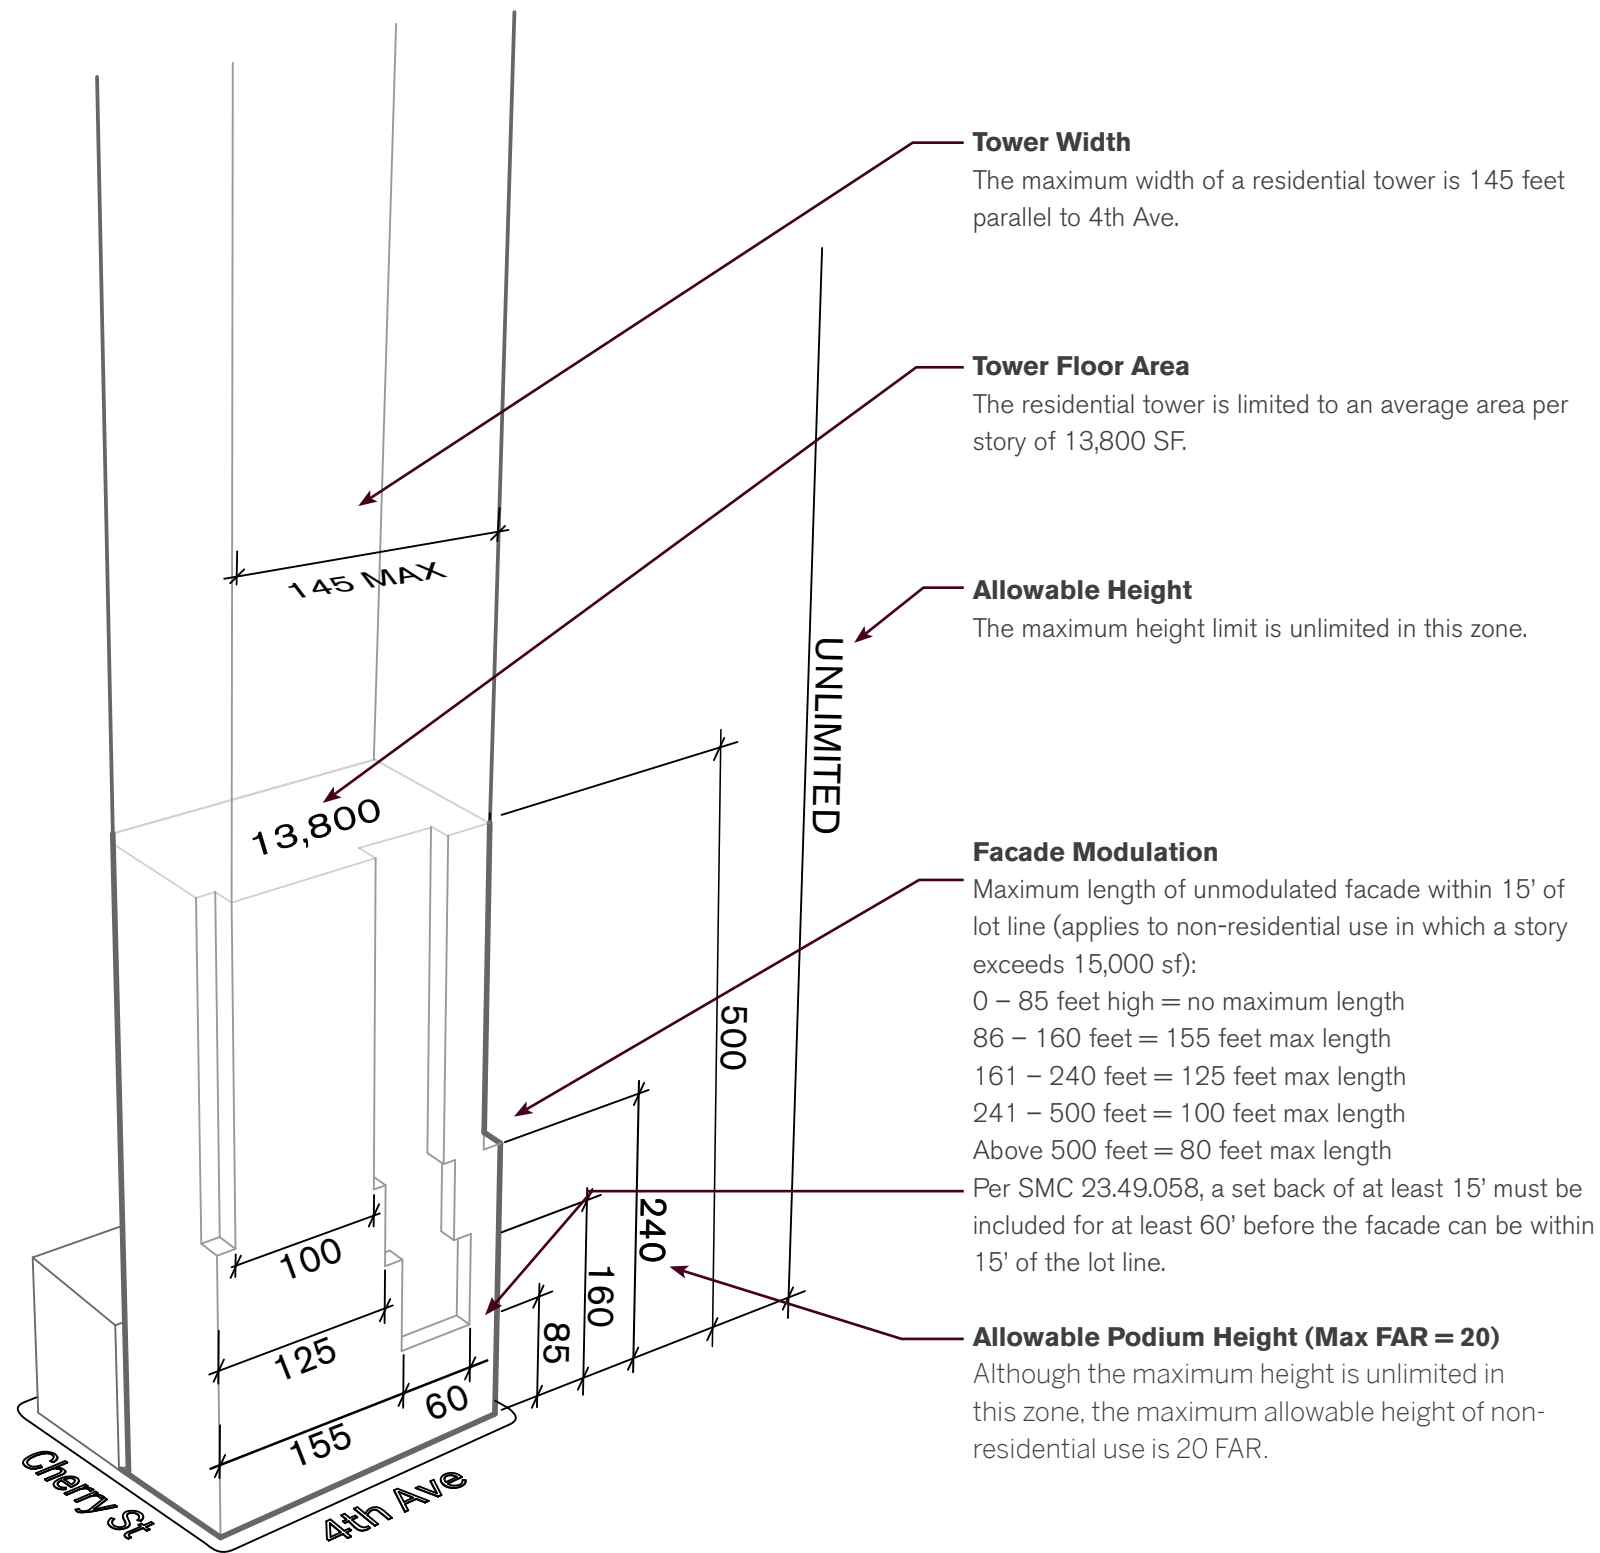 Tower Width
The maximum width of a residential tower is 145 feet
parallel to 4th Ave.
Tower Floor Area
The residential tower is limited to an average area per
story of 13,800 SF.
145 MAX
Allowable Height
The maximum height limit is unlimited in this zone.
UNLIMITED
13,800
Facade Modulation
Maximum length of unmodulated facade within 15’ of
lot line (applies to non-residential use in which a story
exceeds 15,000 sf):
0 – 85 feet high = no maximum length
86 – 160 feet = 155 feet max length
161 – 240 feet = 125 feet max length
241 – 500 feet = 100 feet max length
Above 500 feet = 80 feet max length
Per SMC 23.49.058, a set back of at least 15’ must be
included for at least 60’ before the facade can be within
15’ of the lot line.
500
240
160
85
100
125
60
155
Allowable Podium Height (Max FAR = 20)
Although the maximum height is unlimited in
this zone, the maximum allowable height of non-
residential use is 20 FAR.
Cherry St
4th Ave